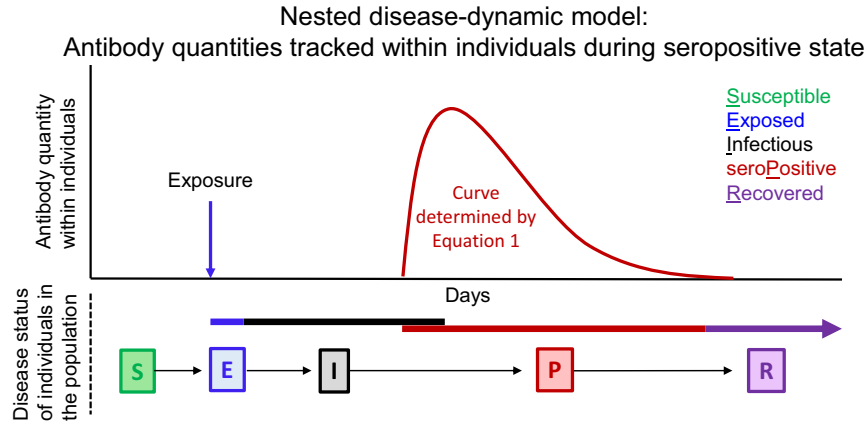 Nested disease-dynamic model:
Antibody quantities tracked within individuals during seropositive state
Antibody quantity
within individuals
Exposure
Curve
determined by
Equation 1
Susceptible
Exposed
Infectious
seroPositive
Recovered
Days
Disease status
of individuals in
the population
S
E
I
P
R